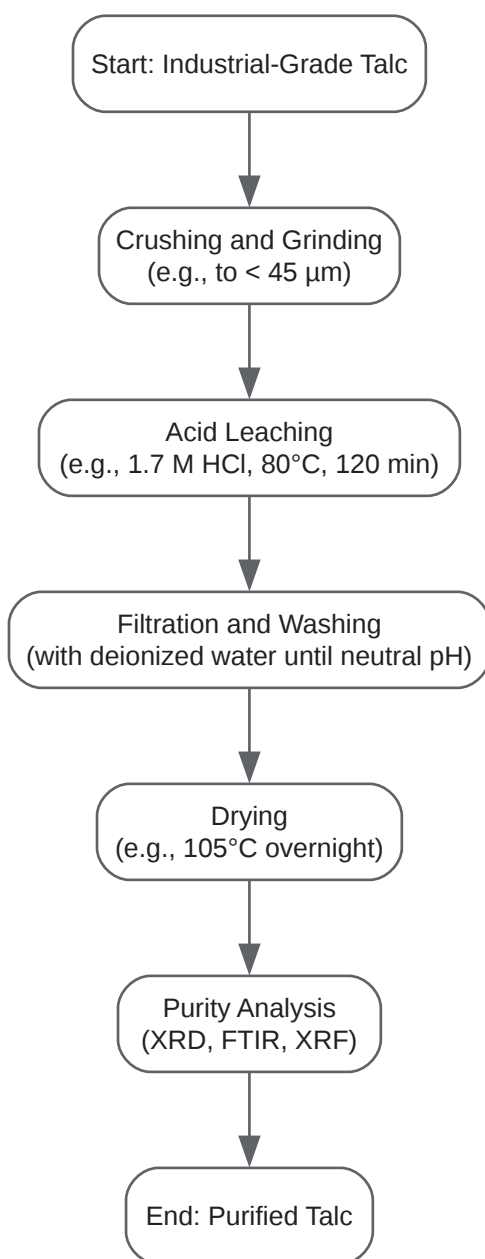 Start: Industrial-Grade Talc
Crushing and Grinding
(e.g., to < 45 µm)
Acid Leaching
(e.g., 1.7 M HCl, 80°C, 120 min)
Filtration and Washing
(with deionized water until neutral pH)
Drying
(e.g., 105°C overnight)
Purity Analysis
(XRD, FTIR, XRF)
End: Purified Talc